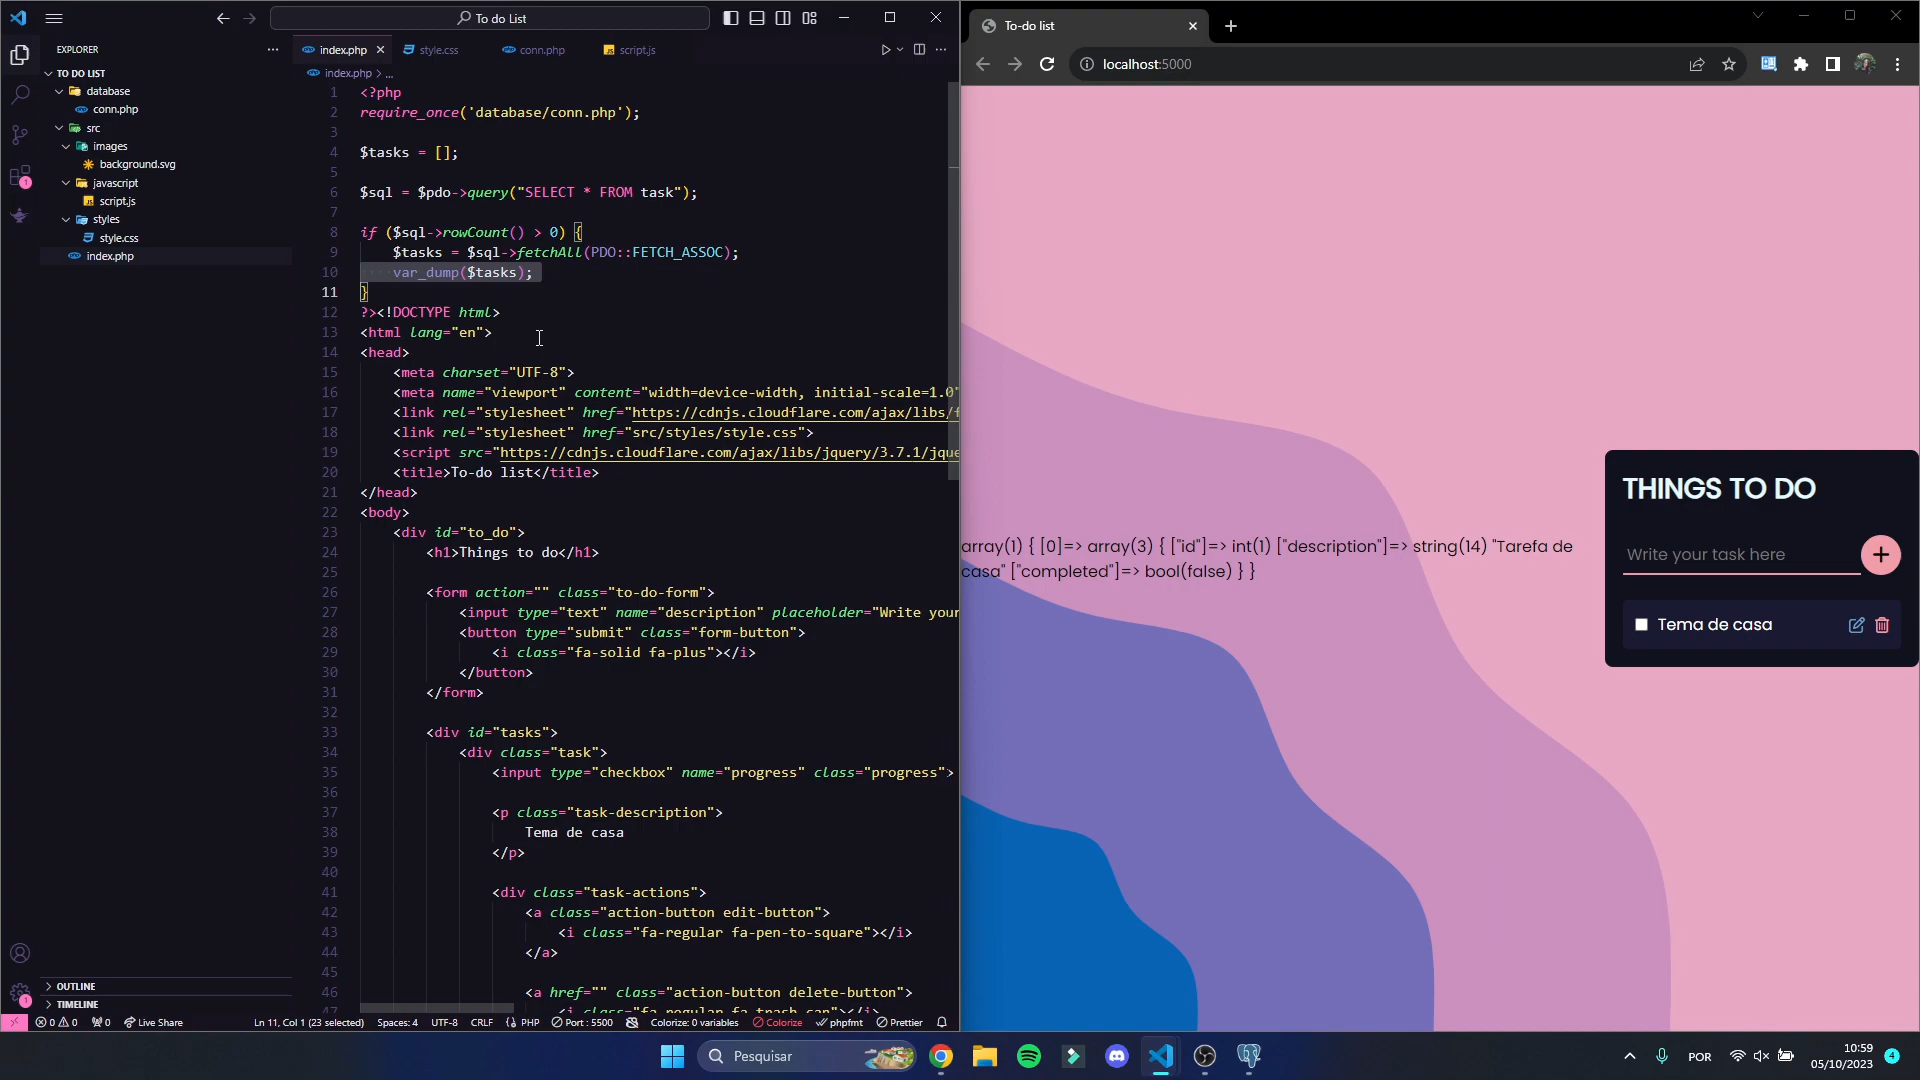 To do List
EXPLORER
TO DO LIST
database
conn.php
src
images
background.svg
javascript
script.js
styles
style.css
index.php
OUTLINE
TIMELINE
index.php
style.css
conn.php
script.js
index.php > ...
1 <?php
2 require_once('database/conn.php');
3
4 $tasks = [];
5
6 $sql = $pdo->query("SELECT * FROM task");
7
8 if ($sql->rowCount() > 0) {
9 $tasks = $sql->fetchAll(PDO::FETCH_ASSOC);
10 var_dump($tasks);
11 }
12 ?><!DOCTYPE html>
13 <html lang="en">
14 <head>
15 <meta charset="UTF-8">
16 <meta name="viewport" content="width=device-width, initial-scale=1.0"
17 <link rel="stylesheet" href="https://cdnjs.cloudflare.com/ajax/libs/f
18 <link rel="stylesheet" href="src/styles/style.css">
19 <script src="https://cdnjs.cloudflare.com/ajax/libs/jquery/3.7.1/jque
20 <title>To-do list</title>
21 </head>
22 <body>
23 <div id="to_do">
24 <h1>Things to do</h1>
25
26 <form action="" class="to-do-form">
27 <input type="text" name="description" placeholder="Write your
28 <button type="submit" class="form-button">
29 <i class="fa-solid fa-plus"></i>
30 </button>
31 </form>
32
33 <div id="tasks">
34 <div class="task">
35 <input type="checkbox" name="progress" class="progress">
36
37 <p class="task-description">
38 Tema de casa
39 </p>
40
41 <div class="task-actions">
42 <a class="action-button edit-button">
43 <i class="fa-regular fa-pen-to-square"></i>
44 </a>
45
46 <a href="" class="action-button delete-button">
47 <i class="fa-regular fa-trash-can"></i>
0 0 0 Live Share Ln 11, Col 1 (23 selected) Spaces: 4 UTF-8 CRLF PHP Port : 5500 Colorize: 0 variables Colorize phpfmt Prettier
To-do list
localhost:5000
array(1) { [0]=> array(3) { ["id"]=> int(1) ["description"]=> string(14) "Tarefa de
casa" ["completed"]=> bool(false) } }
THINGS TO DO
Write your task here
Tema de casa
Pesquisar
POR
10:59
05/10/2023
4